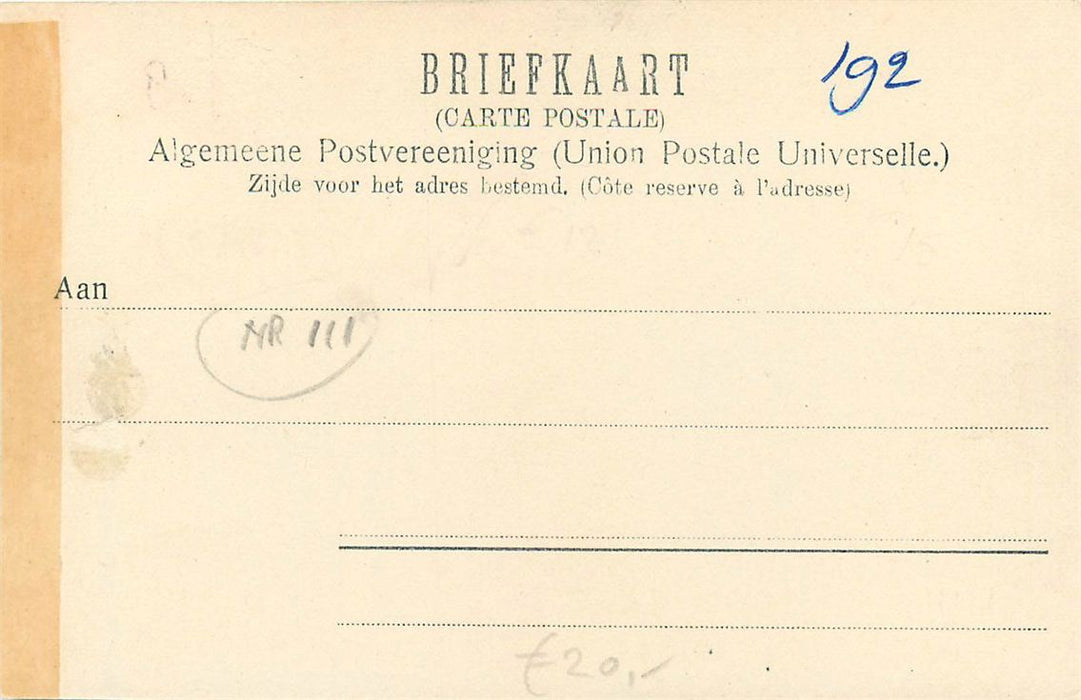 192
BRIEFKAART
(CARTE POSTALE)
Algemeene Postvereeniging (Union Postale Universelle.)
Zijde voor het adres bestemd. (Côte reserve à l'adresse)
Aan
NR 111
€20,-